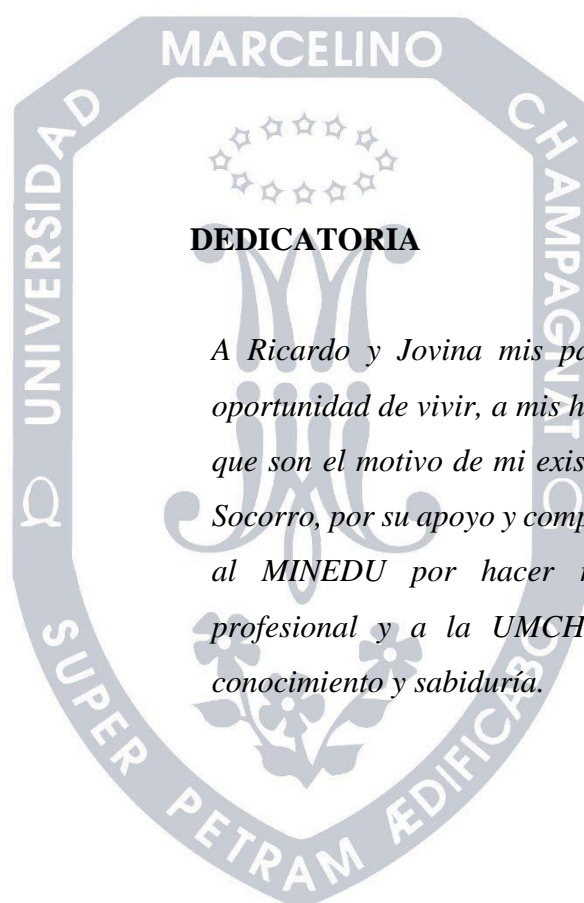 UNIVERSIDAD
MARCELINO
CHAMPAGNAT
DEDICATORIA
A Ricardo y Jovina mis pa
oportunidad de vivir, a mis h
que son el motivo de mi exis
Socorro, por su apoyo y comp
al MINEDU por hacer r
profesional y a la UMCH
conocimiento y sabiduría.
SUPER PETRAM ÆDIFICABO